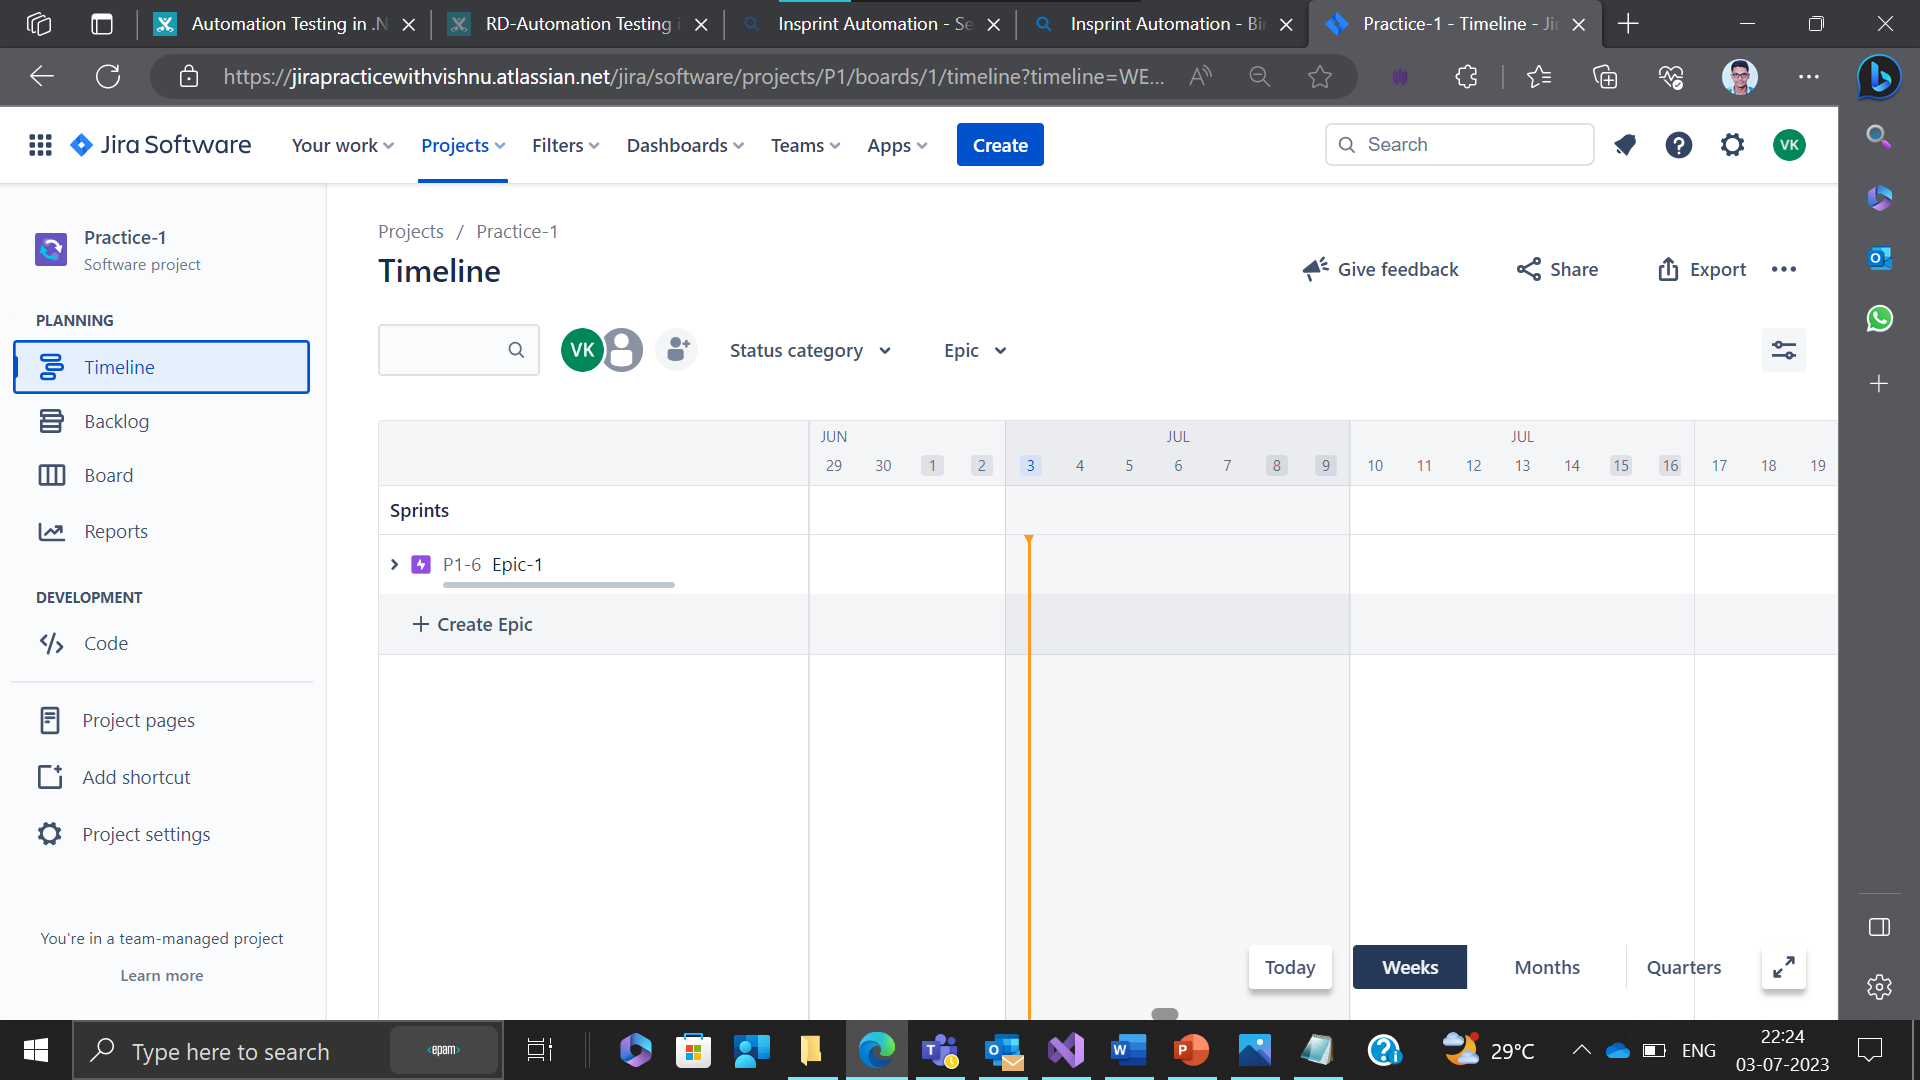 Automation Testing in .N
RD-Automation Testing i
Insprint Automation - Se
Insprint Automation - Bin
Practice-1 - Timeline - Jir
https://jirapracticewithvishnu.atlassian.net/jira/software/projects/P1/boards/1/timeline?timeline=WE...
Jira Software
Your work
Projects
Filters
Dashboards
Teams
Apps
Create
Search
VK
Practice-1
Software project
PLANNING
Timeline
Backlog
Board
Reports
DEVELOPMENT
Code
Project pages
Add shortcut
Project settings
You're in a team-managed project
Learn more
Projects / Practice-1
Timeline
Give feedback
Share
Export
VK
Status category
Epic
JUN JUL JUL
29 30 1 2 3 4 5 6 7 8 9 10 11 12 13 14 15 16 17 18 19
Sprints
P1-6 Epic-1
+ Create Epic
Today
Weeks
Months
Quarters
Type here to search
<epam>
29°C
ENG
22:24
03-07-2023